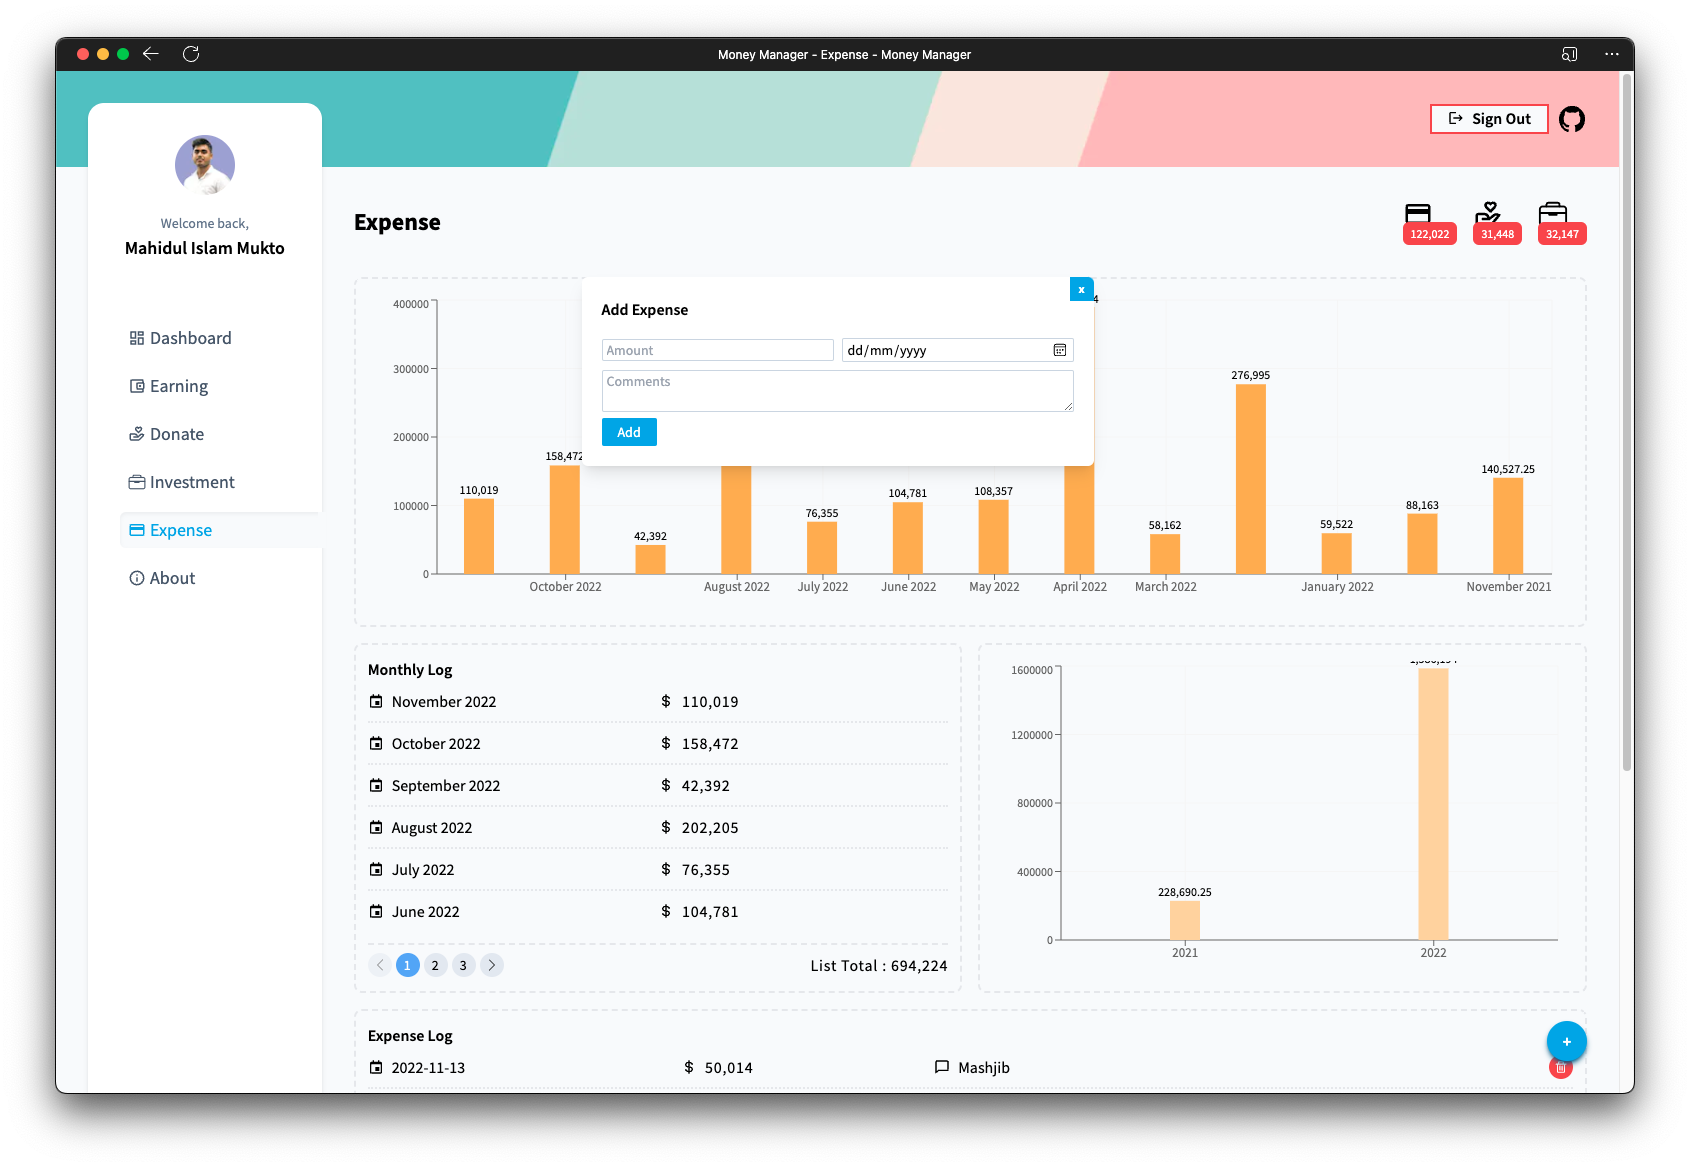 Money Manager - Expense - Money Manager
Sign Out
Welcome back,
Mahidul Islam Mukto
Dashboard
Earning
Donate
Investment
Expense
About
Expense
122,022
31,448
32,147
400000
300000
200000
100000
0
110,019
158,472
42,392
76,355
104,781
108,357
4
58,162
276,995
59,522
88,163
140,527.25
October 2022
August 2022
July 2022
June 2022
May 2022
April 2022
March 2022
January 2022
November 2021
x
Add Expense
Amount
dd/mm/yyyy
Comments
Add
Monthly Log
November 2022 $ 110,019
October 2022 $ 158,472
September 2022 $ 42,392
August 2022 $ 202,205
July 2022 $ 76,355
June 2022 $ 104,781
1 2 3
List Total : 694,224
1600000
1200000
800000
400000
0
228,690.25
2021
2022
Expense Log
2022-11-13 $ 50,014 Mashjib
+